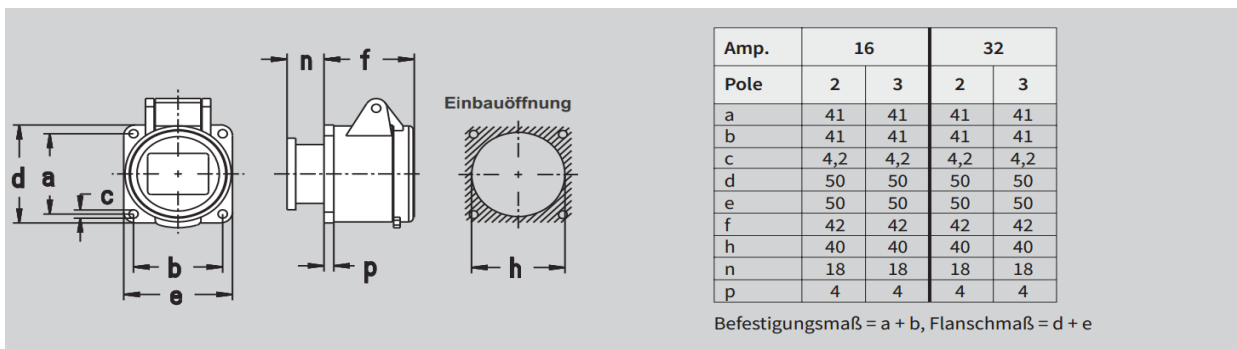 n f
Einbauöffnung
d a c
b
e
p
h
Amp. 16 32
Pole 2 3 2 3
a 41 41 41 41
b 41 41 41 41
c 4,2 4,2 4,2 4,2
d 50 50 50 50
e 50 50 50 50
f 42 42 42 42
h 40 40 40 40
n 18 18 18 18
p 4 4 4 4
Befestigungsmaß = a + b, Flanschmaß = d + e